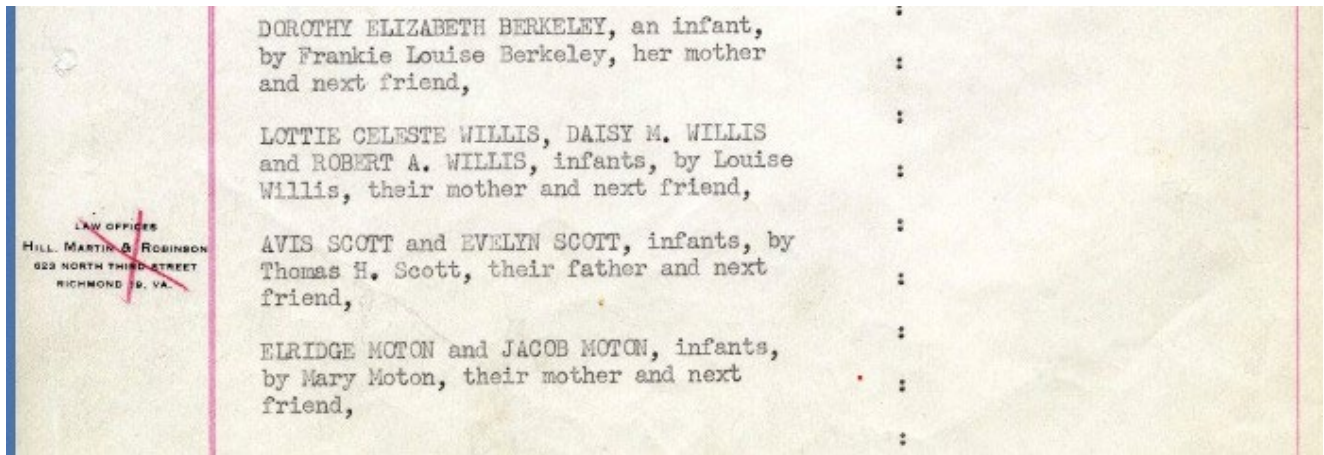 DOROTHY ELIZABETH BERKELEY, an infant,
by Frankie Louise Berkeley, her mother
and next friend,
LOTTIE CELESTE WILLIS, DAISY M. WILLIS
and ROBERT A. WILLIS, infants, by Louise
Willis, their mother and next friend,
LAW OFFICES
HILL, MARTIN & ROBINSON
623 NORTH THIRD STREET
RICHMOND 19, VA.
AVIS SCOTT and EVELYN SCOTT, infants, by
Thomas H. Scott, their father and next
friend,
ELRIDGE MOTON and JACOB MOTON, infants,
by Mary Moton, their mother and next
friend,